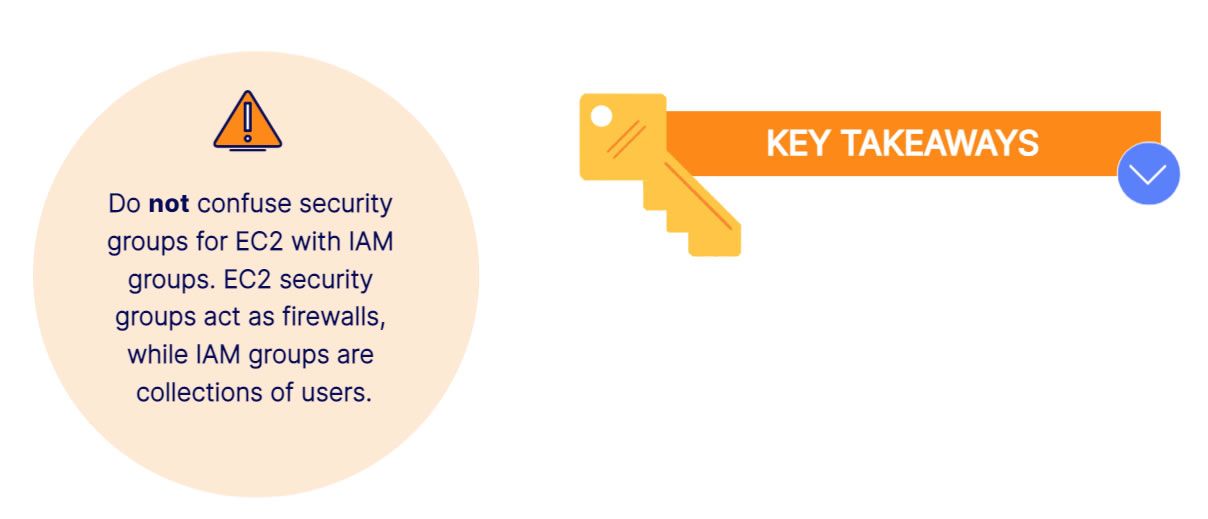 Do not confuse security
groups for EC2 with IAM
groups. EC2 security
groups act as firewalls,
while IAM groups are
collections of users.
KEY TAKEAWAYS